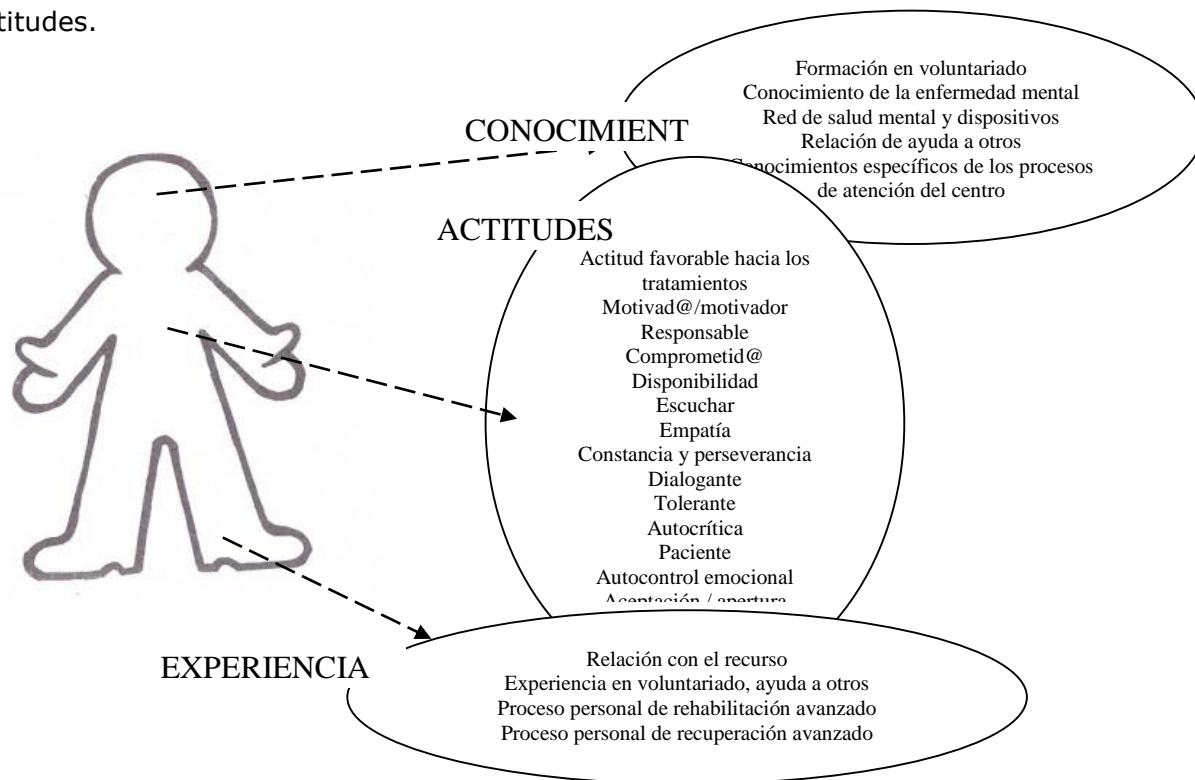 titudes.
Formación en voluntariado
Conocimiento de la enfermedad mental
Red de salud mental y dispositivos
Relación de ayuda a otros
Conocimientos específicos de los procesos
de atención del centro
CONOCIMIENT
ACTITUDES
Actitud favorable hacia los
tratamientos
Motivad@/motivador
Responsable
Comprometid@
Disponibilidad
Escuchar
Empatía
Constancia y perseverancia
Dialogante
Tolerante
Autocrítica
Paciente
Autocontrol emocional
Aceptación / apertura
EXPERIENCIA
Relación con el recurso
Experiencia en voluntariado, ayuda a otros
Proceso personal de rehabilitación avanzado
Proceso personal de recuperación avanzado